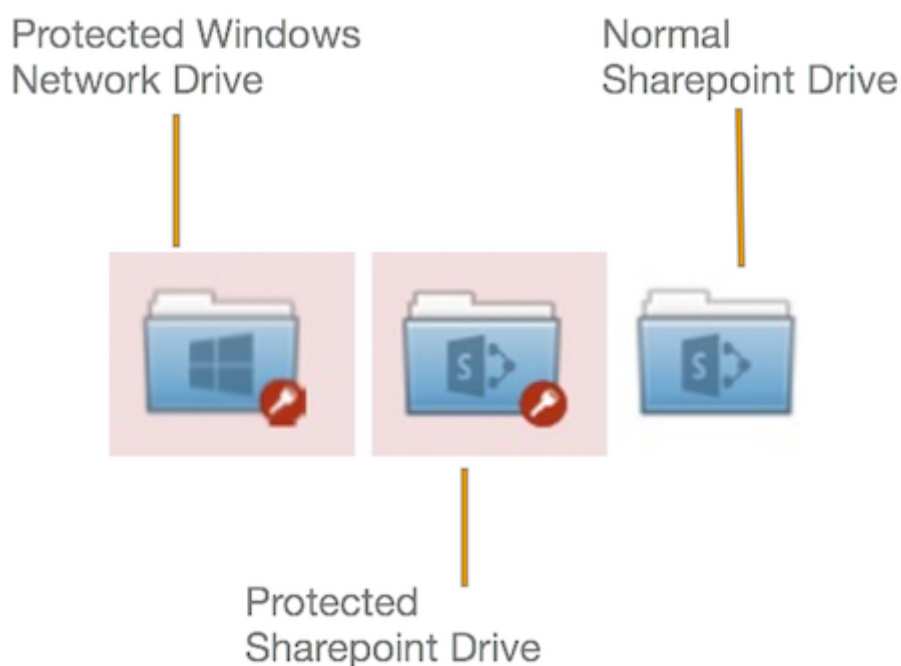 Protected Windows
Network Drive
Normal
Sharepoint Drive
S
S
Protected
Sharepoint Drive